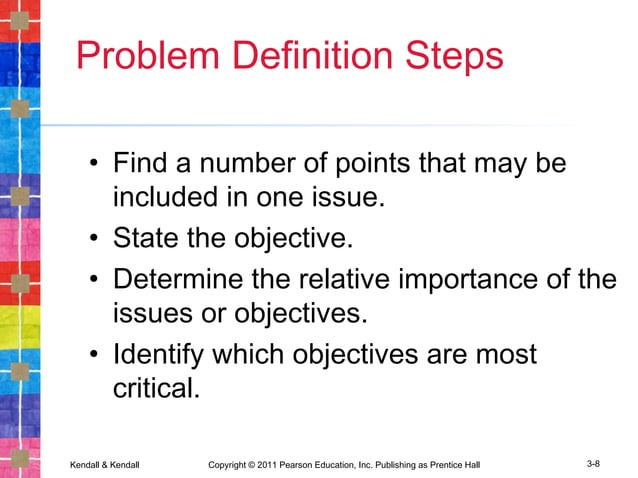 Problem Definition Steps
• Find a number of points that may be
included in one issue.
• State the objective.
• Determine the relative importance of the
issues or objectives.
• Identify which objectives are most
critical.
Kendall & Kendall Copyright © 2011 Pearson Education, Inc. Publishing as Prentice Hall 3-8